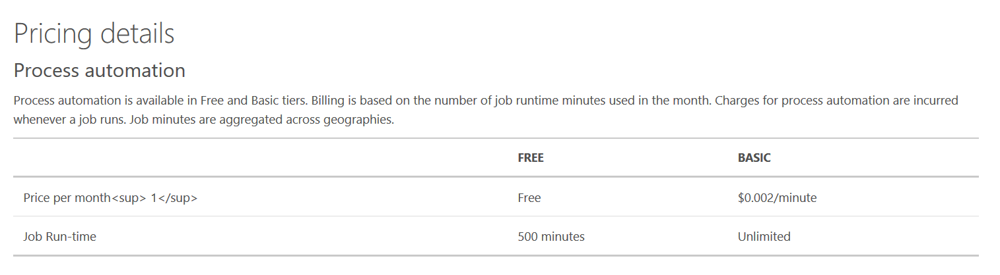 Pricing details
Process automation
Process automation is available in Free and Basic tiers. Billing is based on the number of job runtime minutes used in the month. Charges for process automation are incurred
whenever a job runs. Job minutes are aggregated across geographies.
FREE BASIC
Price per month<sup> 1</sup> Free $0.002/minute
Job Run-time 500 minutes Unlimited